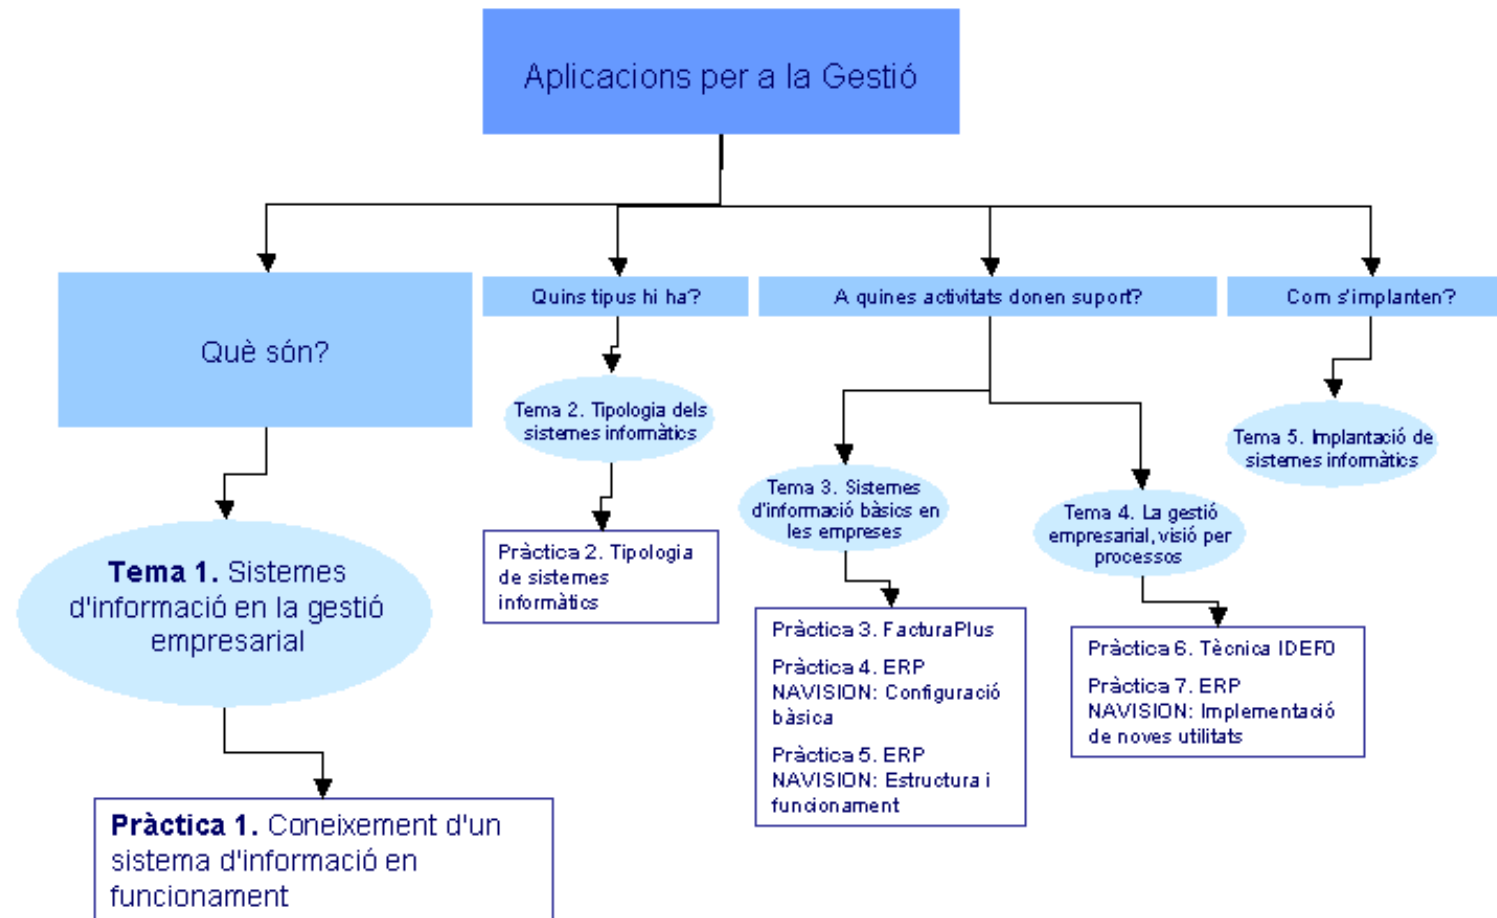 Aplicacions per a la Gestió
Què són?
Quins tipus hi ha?
A quines activitats donen suport?
Com s'implanten?
Tema 1. Sistemes
d'informació en la gestió
empresarial
Tema 2. Tipologia dels
sistemes informàtics
Tema 3. Sistemes
d'informació bàsics en
les empreses
Tema 4. La gestió
empresarial, visió per
processos
Tema 5. Implantació de
sistemes informàtics
Pràctica 1. Coneixement d'un
sistema d'informació en
funcionament
Pràctica 2. Tipologia
de sistemes
informàtics
Pràctica 3. FacturaPlus
Pràctica 4. ERP
NAVISION: Configuració
bàsica
Pràctica 5. ERP
NAVISION: Estructura i
funcionament
Pràctica 6. Tècnica IDEF0
Pràctica 7. ERP
NAVISION: Implementació
de noves utilitats